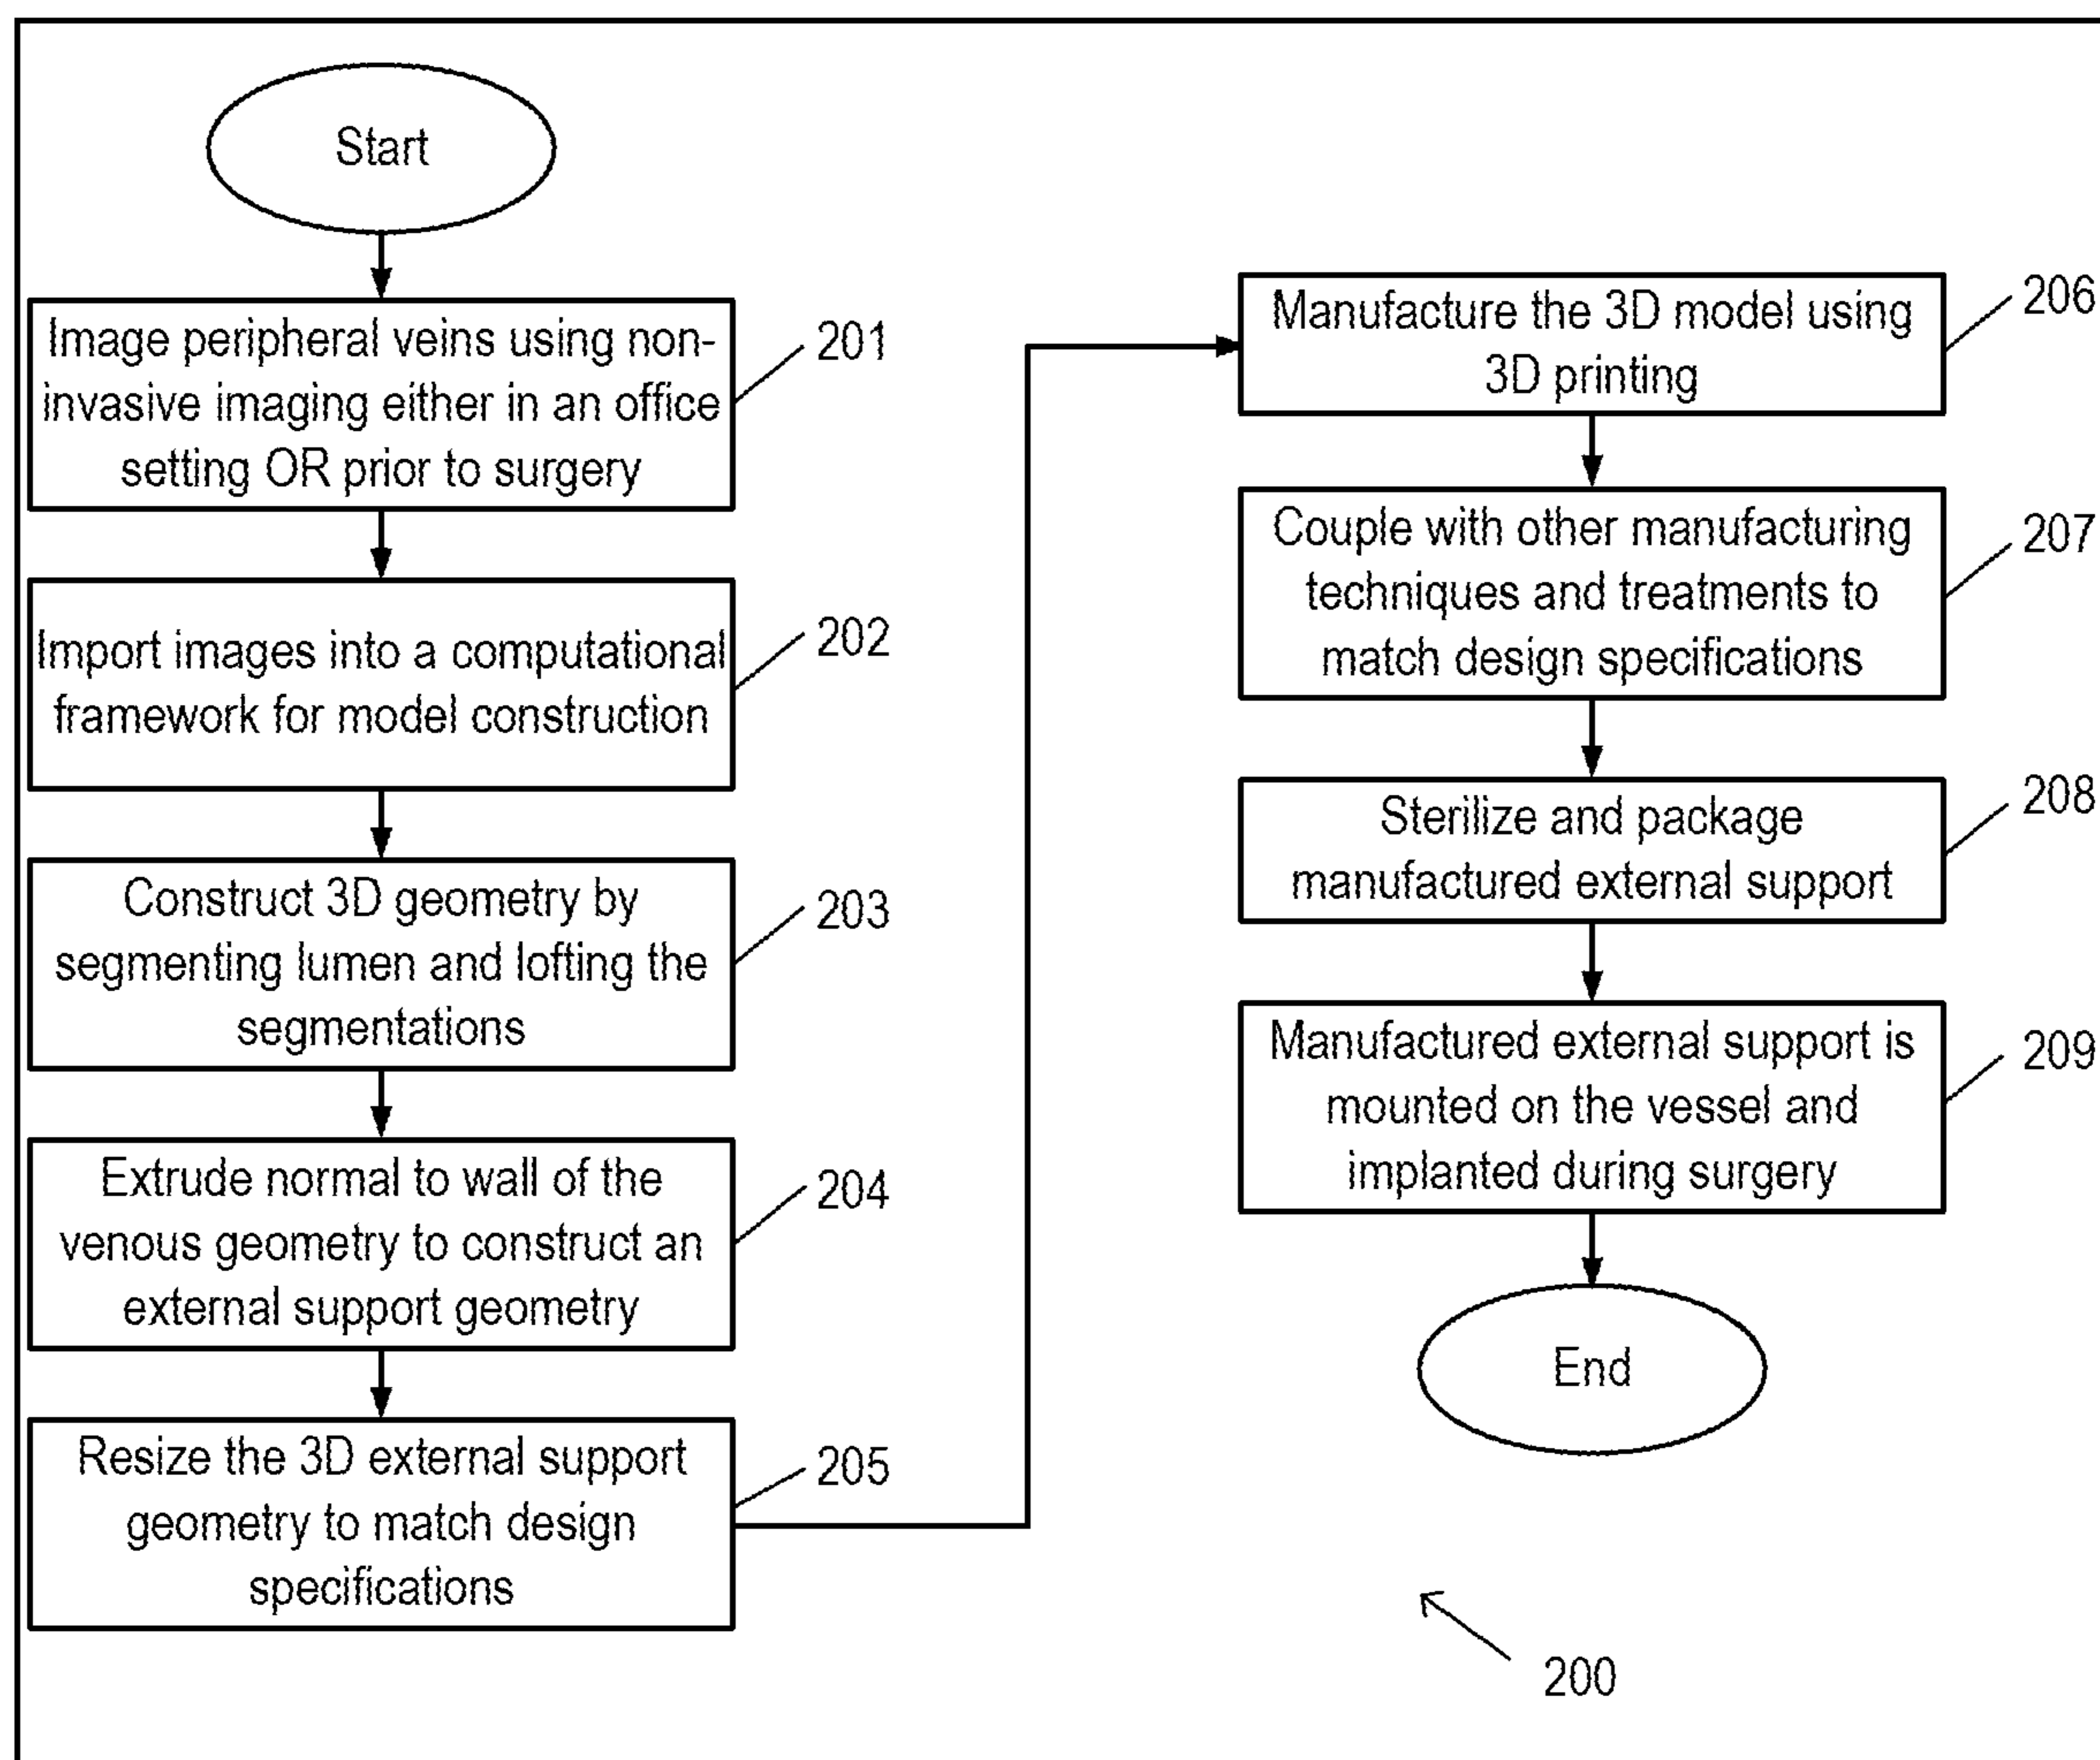 Start
Image peripheral veins using non-
invasive imaging either in an office
setting OR prior to surgery
201
Import images into a computational
framework for model construction
202
Construct 3D geometry by
segmenting lumen and lofting the
segmentations
203
Extrude normal to wall of the
venous geometry to construct an
external support geometry
204
Resize the 3D external support
geometry to match design
specifications
205
Manufacture the 3D model using
3D printing
206
Couple with other manufacturing
techniques and treatments to
match design specifications
207
Sterilize and package
manufactured external support
208
Manufactured external support is
mounted on the vessel and
implanted during surgery
209
End
200